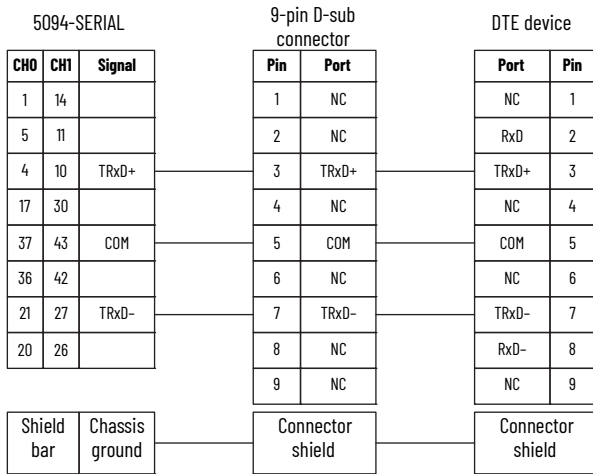 5094-SERIAL
CH0 CH1 Signal
1 14
5 11
4 10 TRxD+
17 30
37 43 COM
36 42
21 27 TRxD–
20 26
Shield bar Chassis ground
9-pin D-sub
connector
Pin Port
1 NC
2 NC
3 TRxD+
4 NC
5 COM
6 NC
7 TRxD–
8 NC
9 NC
Connector
shield
DTE device
Port Pin
NC 1
RxD 2
TRxD+ 3
NC 4
COM 5
NC 6
TRxD– 7
RxD– 8
NC 9
Connector
shield